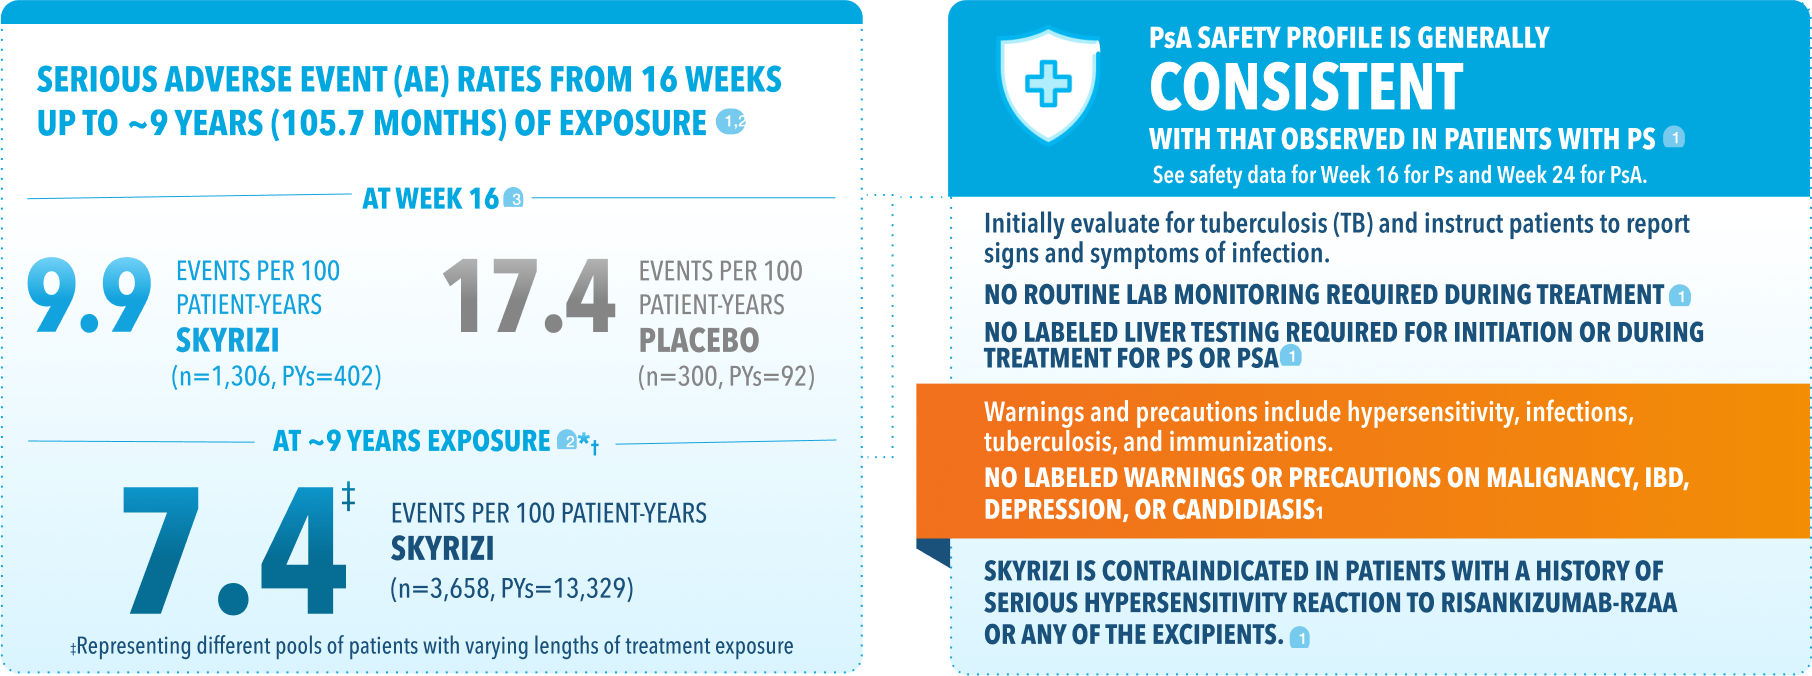 SERIOUS ADVERSE EVENT (AE) RATES FROM 16 WEEKS
UP TO ~9 YEARS (105.7 MONTHS) OF EXPOSURE 1,2
AT WEEK 16 3
9.9
EVENTS PER 100
PATIENT-YEARS
SKYRIZI
(n=1,306, PYs=402)
17.4
EVENTS PER 100
PATIENT-YEARS
PLACEBO
(n=300, PYs=92)
AT ~9 YEARS EXPOSURE 2*†
7.4‡
EVENTS PER 100 PATIENT-YEARS
SKYRIZI
(n=3,658, PYs=13,329)
‡Representing different pools of patients with varying lengths of treatment exposure
PsA SAFETY PROFILE IS GENERALLY
CONSISTENT
WITH THAT OBSERVED IN PATIENTS WITH PS 1
See safety data for Week 16 for Ps and Week 24 for PsA.
Initially evaluate for tuberculosis (TB) and instruct patients to report
signs and symptoms of infection.
NO ROUTINE LAB MONITORING REQUIRED DURING TREATMENT 1
NO LABELED LIVER TESTING REQUIRED FOR INITIATION OR DURING
TREATMENT FOR PS OR PSA 1
Warnings and precautions include hypersensitivity, infections,
tuberculosis, and immunizations.
NO LABELED WARNINGS OR PRECAUTIONS ON MALIGNANCY, IBD,
DEPRESSION, OR CANDIDIASIS1
SKYRIZI IS CONTRAINDICATED IN PATIENTS WITH A HISTORY OF
SERIOUS HYPERSENSITIVITY REACTION TO RISANKIZUMAB-RZAA
OR ANY OF THE EXCIPIENTS. 1